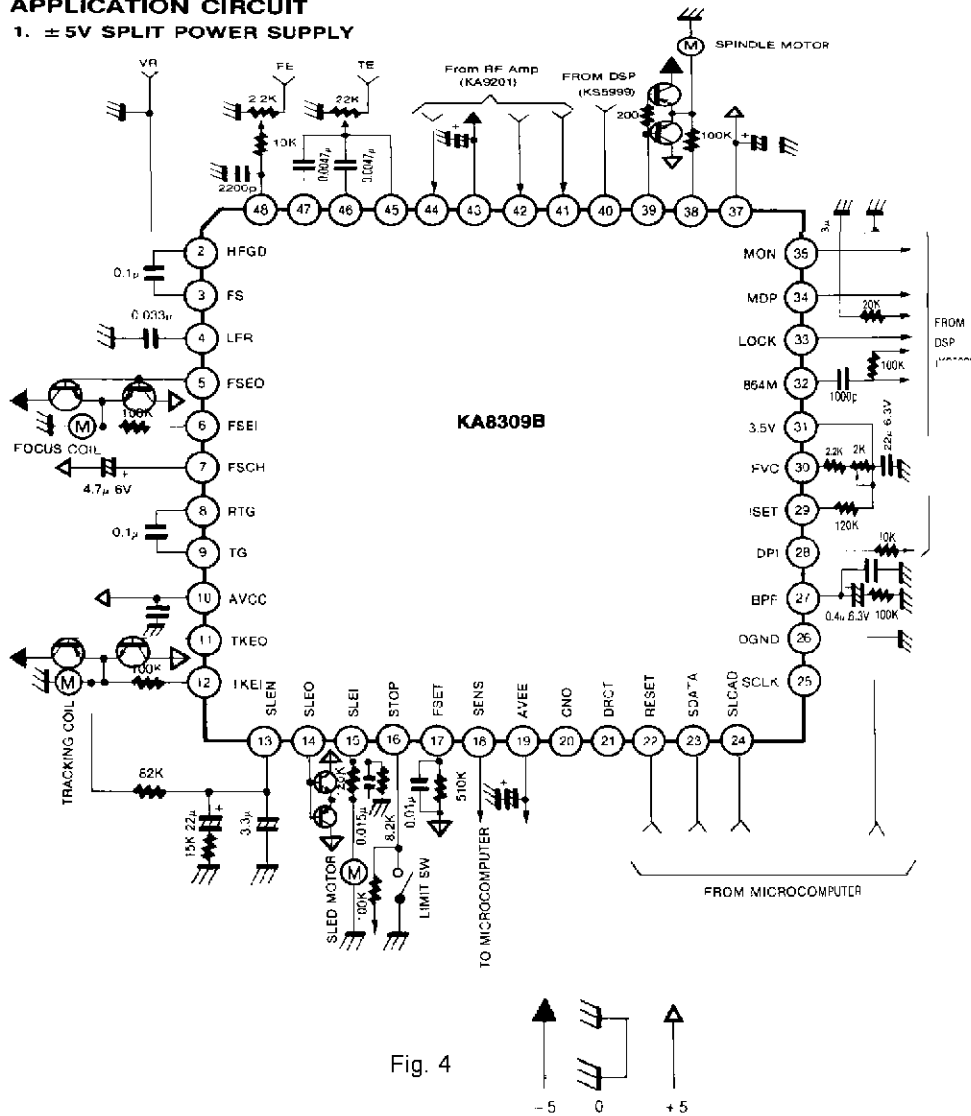 APPLICATION CIRCUIT
1. ±5V SPLIT POWER SUPPLY
VR
FE
TE
From RF Amp
(KA9201)
FROM DSP
(KS5999)
M
SPINDLE MOTOR
2.2K
22K
10K
2200p
0.0047µ
0.0047µ
200
100K
48
47
46
45
44
43
42
41
40
39
38
37
2 HFGD
0.1µ
3 FS
0.033µ
4 LFR
5 FSEO
100K
6 FSEI
M
FOCUS COIL
7 FSCH
4.7µ 6V
8 RTG
0.1µ
9 TG
10 AVCC
11 TKEO
100K
12 TKEI
M
TRACKING COIL
KA8309B
3µ
MON 35
MDP 34
20K
LOCK 33
FROM
DSP
100K
864M 32
1000p
3.5V 31
22µ 6.3V
FVC 30
2.2K
2K
ISET 29
120K
DPI 28
10K
BPF 27
0.4µ 6.3V
100K
DGND 26
SCLK 25
SLEN
SLEO
SLEI
STOP
FSET
SENS
AVEE
GND
DRCT
RESET
SDATA
SLCAD
13
14
15
16
17
18
19
20
21
22
23
24
82K
15K 22µ
3.3µ
0.015µ
8.2K
0.01µ
510K
SLED MOTOR
M
100K
LIMIT SW
TO MICROCOMPUTER
FROM MICROCOMPUTER
Fig. 4
-5
0
+5